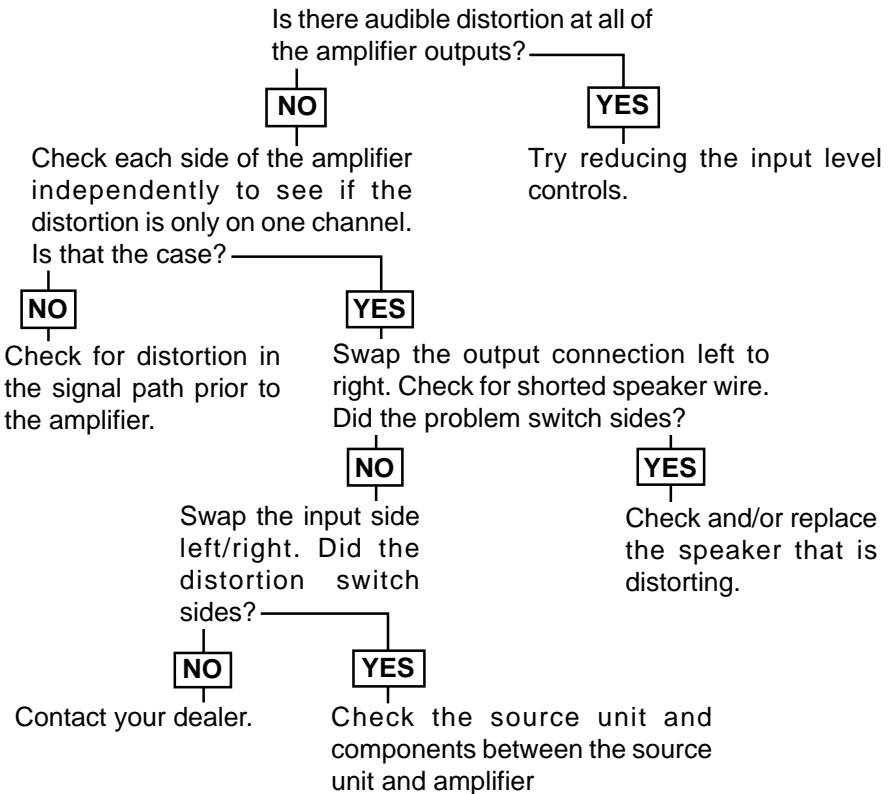 Is there audible distortion at all of
the amplifier outputs?
NO
YES
Check each side of the amplifier
independently to see if the
distortion is only on one channel.
Is that the case?
Try reducing the input level
controls.
NO
YES
Check for distortion in
the signal path prior to
the amplifier.
Swap the output connection left to
right. Check for shorted speaker wire.
Did the problem switch sides?
NO
YES
Swap the input side
left/right. Did the
distortion switch
sides?
Check and/or replace
the speaker that is
distorting.
NO
YES
Contact your dealer.
Check the source unit and
components between the source
unit and amplifier